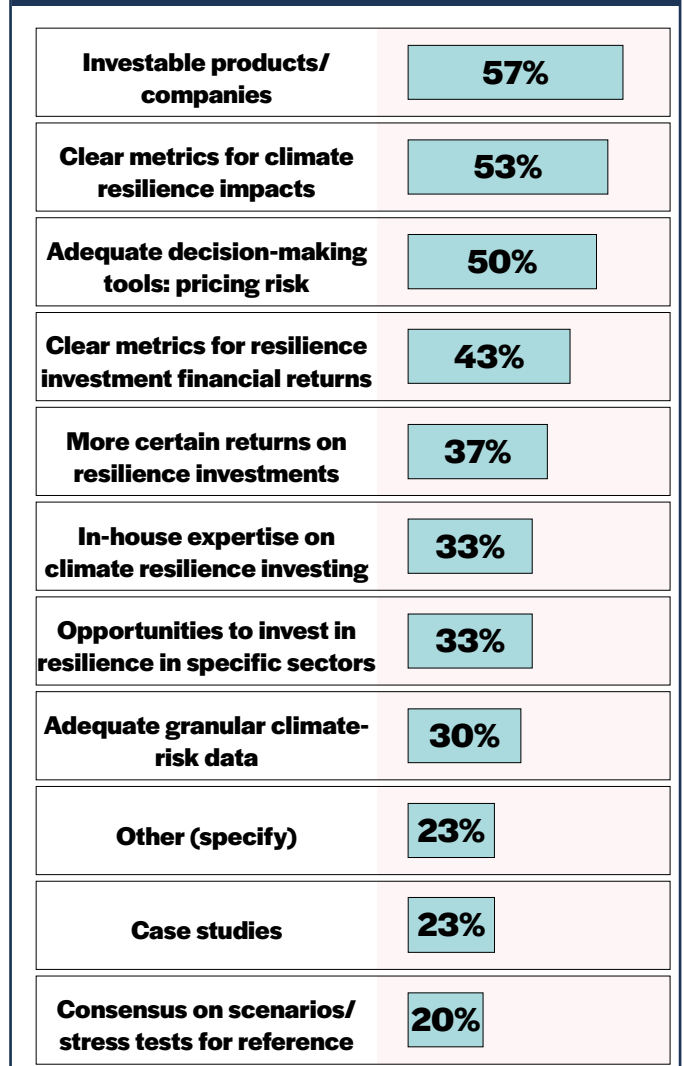 Investable products/
companies
57%
Clear metrics for climate
resilience impacts
53%
Adequate decision-making
tools: pricing risk
50%
Clear metrics for resilience
investment financial returns
43%
More certain returns on
resilience investments
37%
In-house expertise on
climate resilience investing
33%
Opportunities to invest in
resilience in specific sectors
33%
Adequate granular climate-
risk data
30%
Other (specify)
23%
Case studies
23%
Consensus on scenarios/
stress tests for reference
20%